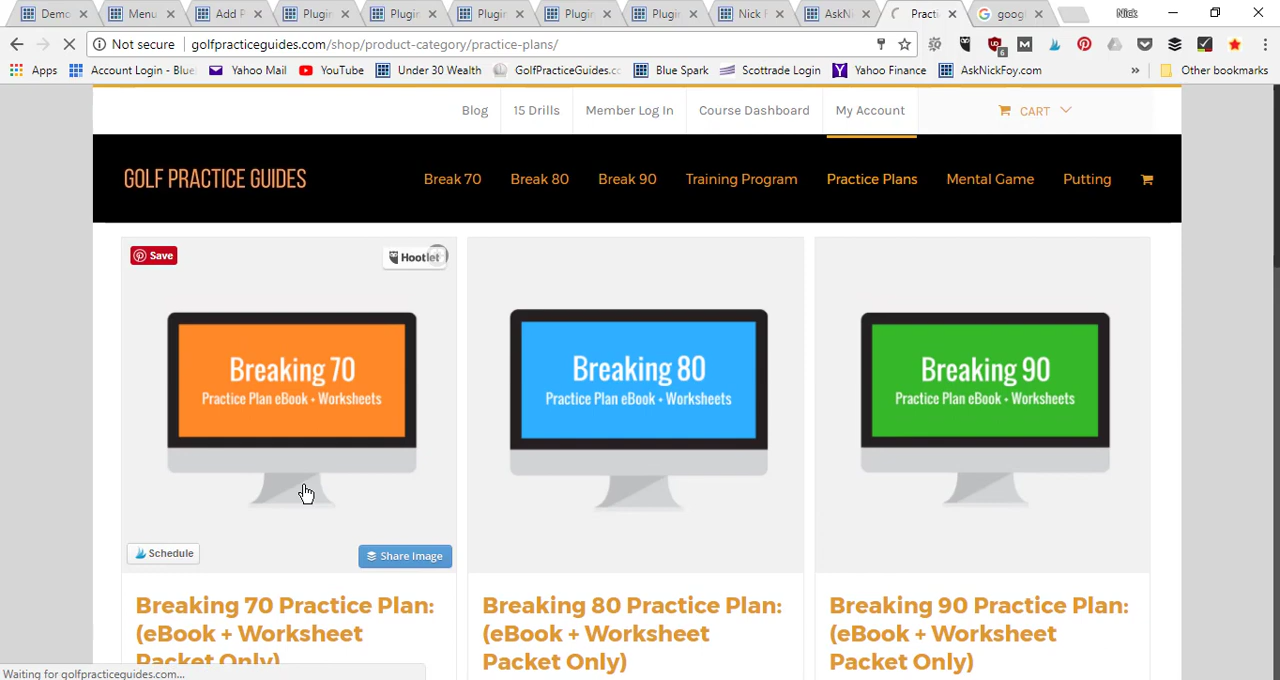 Demo
Menu
Add P
Plugin
Plugin
Plugin
Plugin
Plugin
Nick F
AskNi
Practi
goog
Nick
Not secure golfpracticeguides.com/shop/product-category/practice-plans/
Apps Account Login - Blue Yahoo Mail YouTube Under 30 Wealth GolfPracticeGuides.cc Blue Spark Scottrade Login Yahoo Finance AskNickFoy.com » Other bookmarks
Blog 15 Drills Member Log In Course Dashboard My Account CART
GOLF PRACTICE GUIDES Break 70 Break 80 Break 90 Training Program Practice Plans Mental Game Putting
Save Hootlet
Breaking 70
Practice Plan eBook + Worksheets
Breaking 80
Practice Plan eBook + Worksheets
Breaking 90
Practice Plan eBook + Worksheets
Schedule Share Image
Breaking 70 Practice Plan:
(eBook + Worksheet
Packet Only)
Breaking 80 Practice Plan:
(eBook + Worksheet
Packet Only)
Breaking 90 Practice Plan:
(eBook + Worksheet
Packet Only)
Waiting for golfpracticeguides.com...